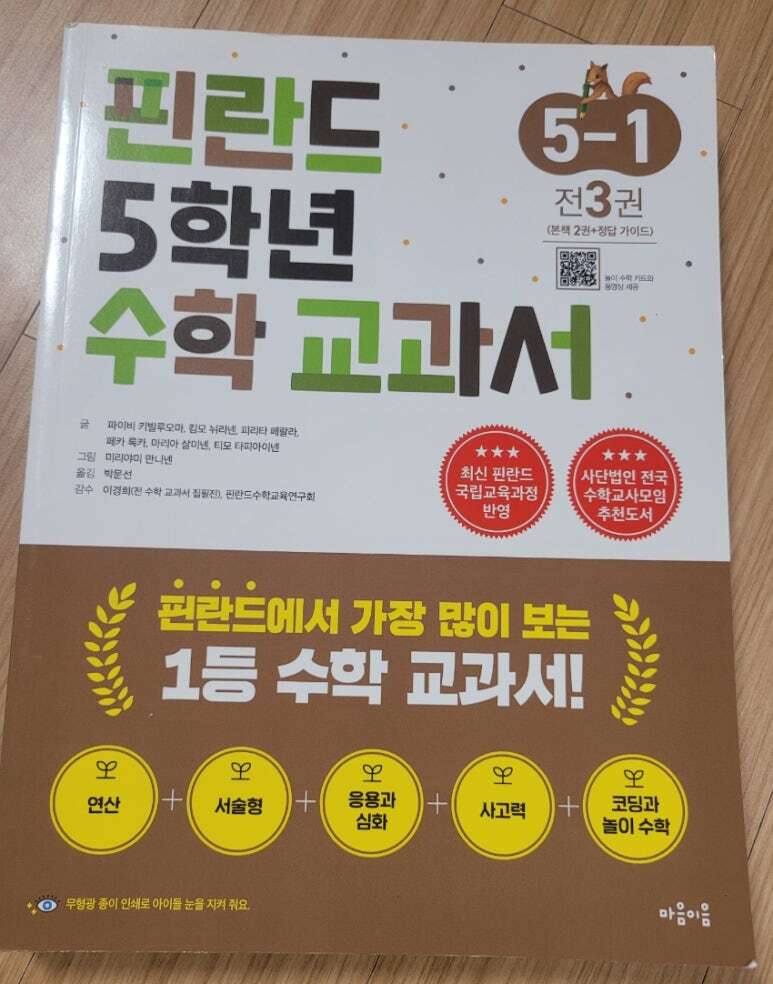 핀란드
5학년
수학 교과서
5-1
전3권
(본책 2권+정답 가이드)
놀이 수학 카드와
동영상 제공
글 파이비 키빌루오마, 킴모 뉘리넨, 피리타 페랄라,
페카 록카, 마리아 살미넨, 티모 타피아이넨
그림 미리야미 만니넨
옮김 박문선
감수 이경희(전 수학 교과서 집필진), 핀란드수학교육연구회
최신 핀란드
국립교육과정
반영
사단법인 전국
수학교사모임
추천도서
핀란드에서 가장 많이 보는
1등 수학 교과서!
연산 + 서술형 + 응용과 심화 + 사고력 + 코딩과 놀이 수학
무형광 종이 인쇄로 아이들 눈을 지켜 줘요.
마음이음